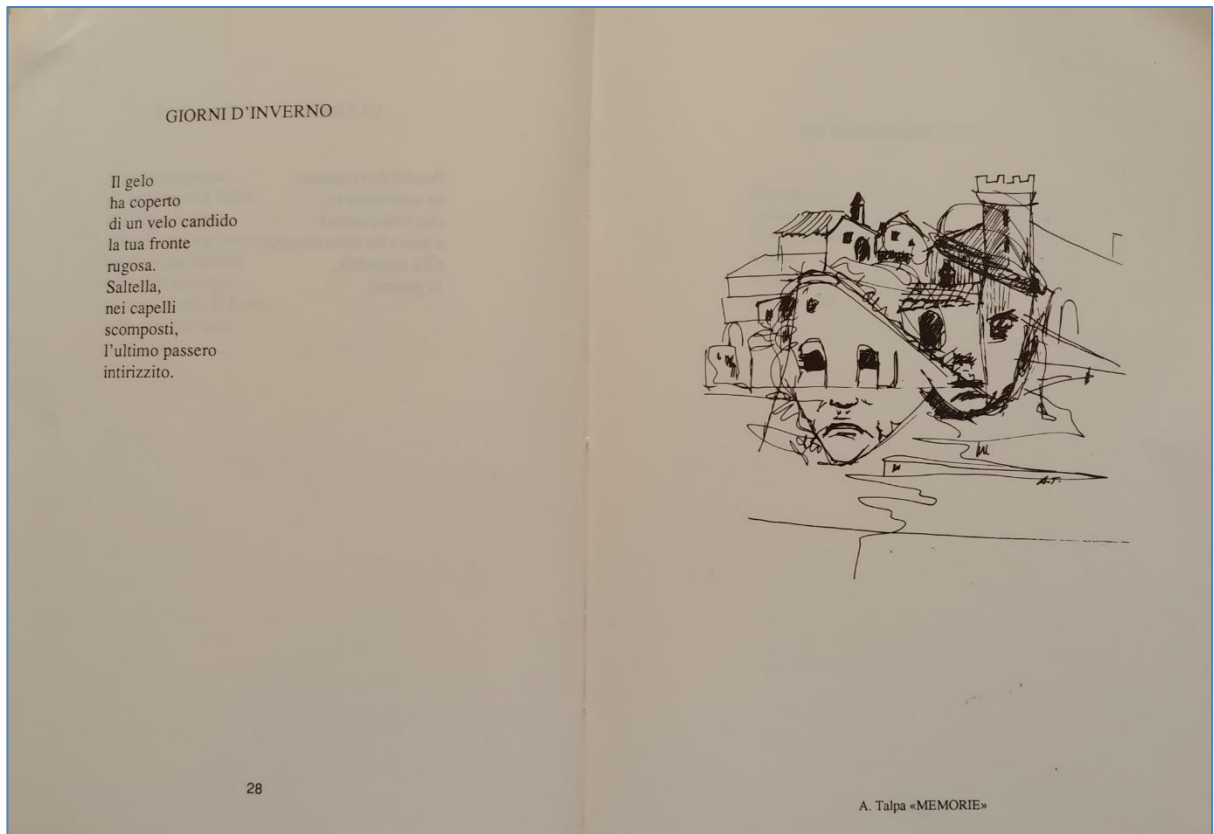 GIORNI D'INVERNO
Il gelo
ha coperto
di un velo candido
la tua fronte
rugosa.
Saltella,
nei capelli
scomposti,
l'ultimo passero
intirizzito.
28
A.T.
A. Talpa «MEMORIE»